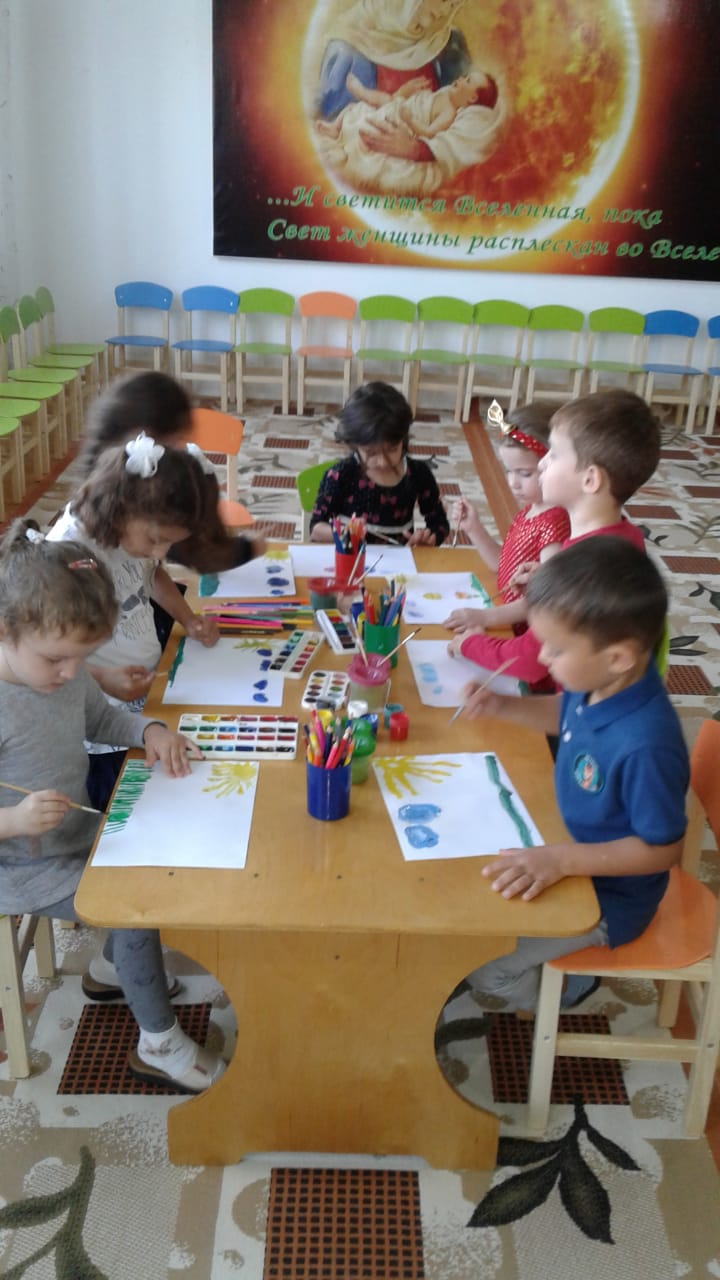 ...И светится Вселенная, пока
Свет женщины расплескан во Вселе